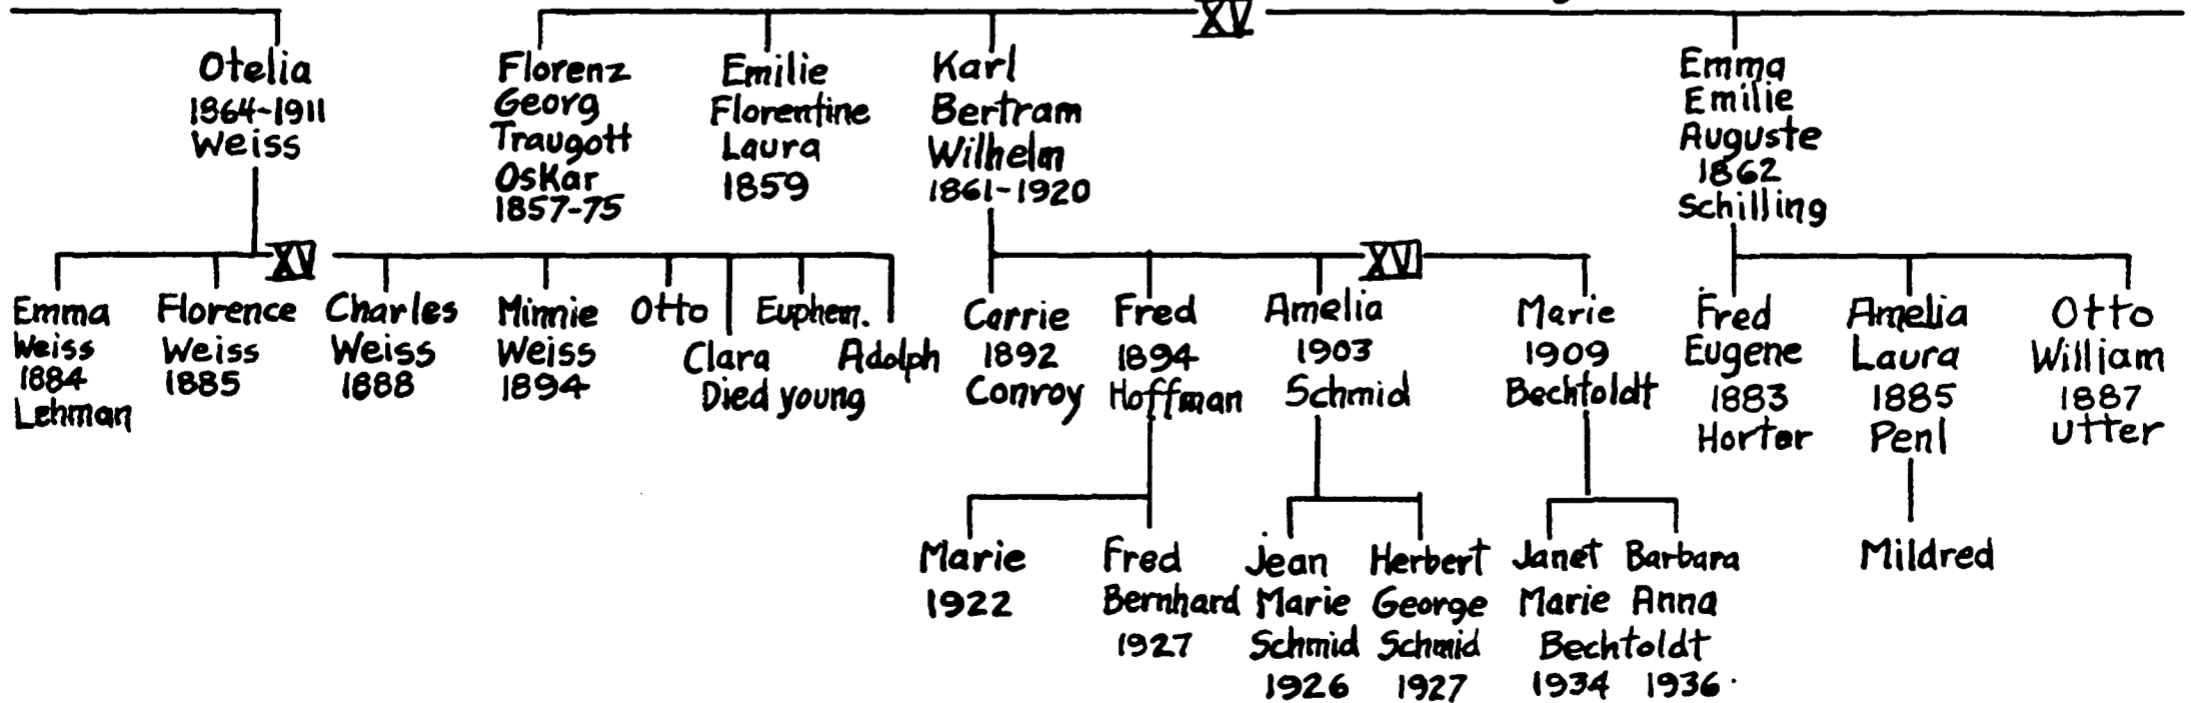 XV
Otelia
1864-1911
Weiss
Florenz
Georg
Traugott
Oskar
1857-75
Emilie
Florentine
Laura
1859
Karl
Bertram
Wilhelm
1861-1920
Emma
Emilie
Auguste
1862
Schilling
XV
Emma
Weiss
1884
Lehman
Florence
Weiss
1885
Charles
Weiss
1888
Minnie
Weiss
1894
Otto
Clara
Euphem.
Adolph
Died young
XVI
Carrie
1892
Conroy
Fred
1894
Hoffman
Amelia
1903
Schmid
Marie
1909
Bechtoldt
Fred
Eugene
1883
Horter
Amelia
Laura
1885
Penl
Otto
William
1887
Utter
Marie
1922
Fred
Bernhard
1927
Jean
Marie
Schmid
1926
Herbert
George
Schmid
1927
Janet Barbara
Marie Anna
Bechtoldt
1934 1936
Mildred